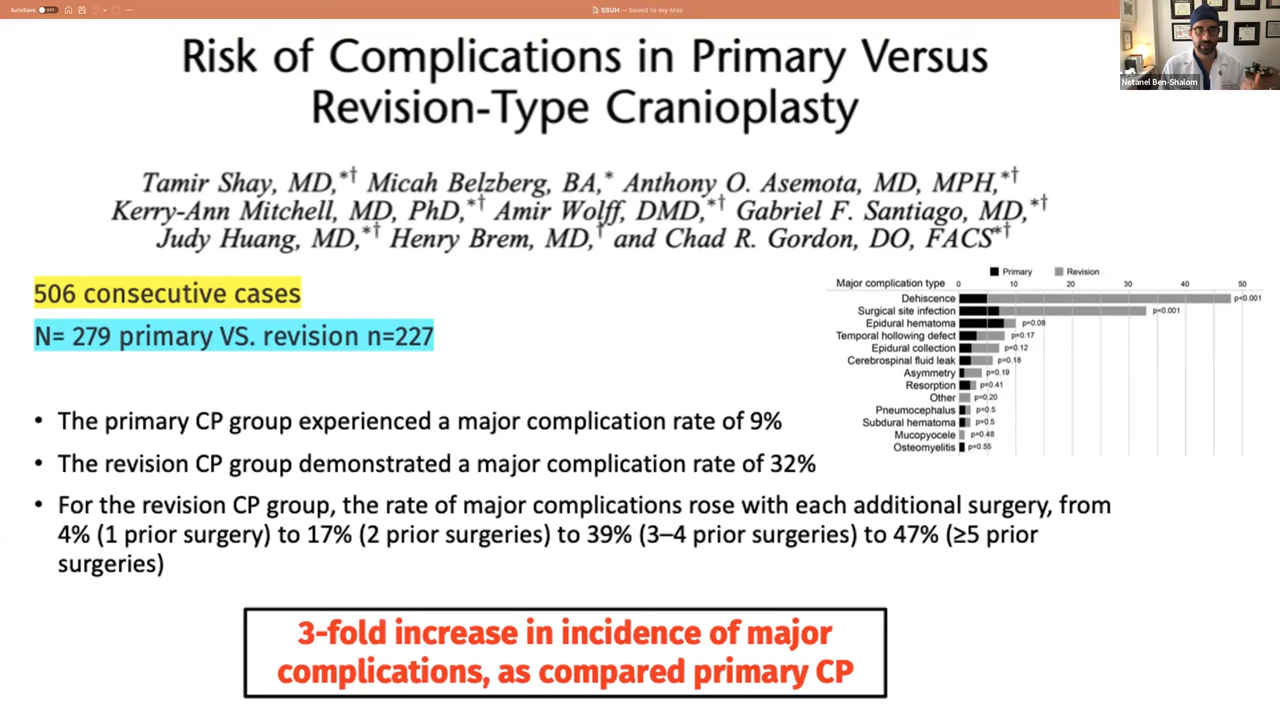 AutoSave OFF
SSUH — Saved to my Mac
Netanel Ben-Shalom
Risk of Complications in Primary Versus
Revision-Type Cranioplasty
Tamir Shay, MD,*† Micah Belzberg, BA,* Anthony O. Asemota, MD, MPH,*†
Kerry-Ann Mitchell, MD, PhD,*† Amir Wolff, DMD,*† Gabriel F. Santiago, MD,*†
Judy Huang, MD,*† Henry Brem, MD,† and Chad R. Gordon, DO, FACS*†
506 consecutive cases
N= 279 primary VS. revision n=227
Primary Revision
Major complication type 0 10 20 30 40 50
Dehiscence p<0.001
Surgical site infection p<0.001
Epidural hematoma p=0.06
Temporal hollowing defect p=0.17
Epidural collection p=0.12
Cerebrospinal fluid leak p=0.18
Asymmetry p=0.19
Resorption p=0.41
Other p=0.20
Pneumocephalus p=0.5
Subdural hematoma p=0.5
Mucopyocele p=0.48
Osteomyelitis p=0.55
• The primary CP group experienced a major complication rate of 9%
• The revision CP group demonstrated a major complication rate of 32%
• For the revision CP group, the rate of major complications rose with each additional surgery, from
4% (1 prior surgery) to 17% (2 prior surgeries) to 39% (3–4 prior surgeries) to 47% (≥5 prior
surgeries)
3-fold increase in incidence of major
complications, as compared primary CP